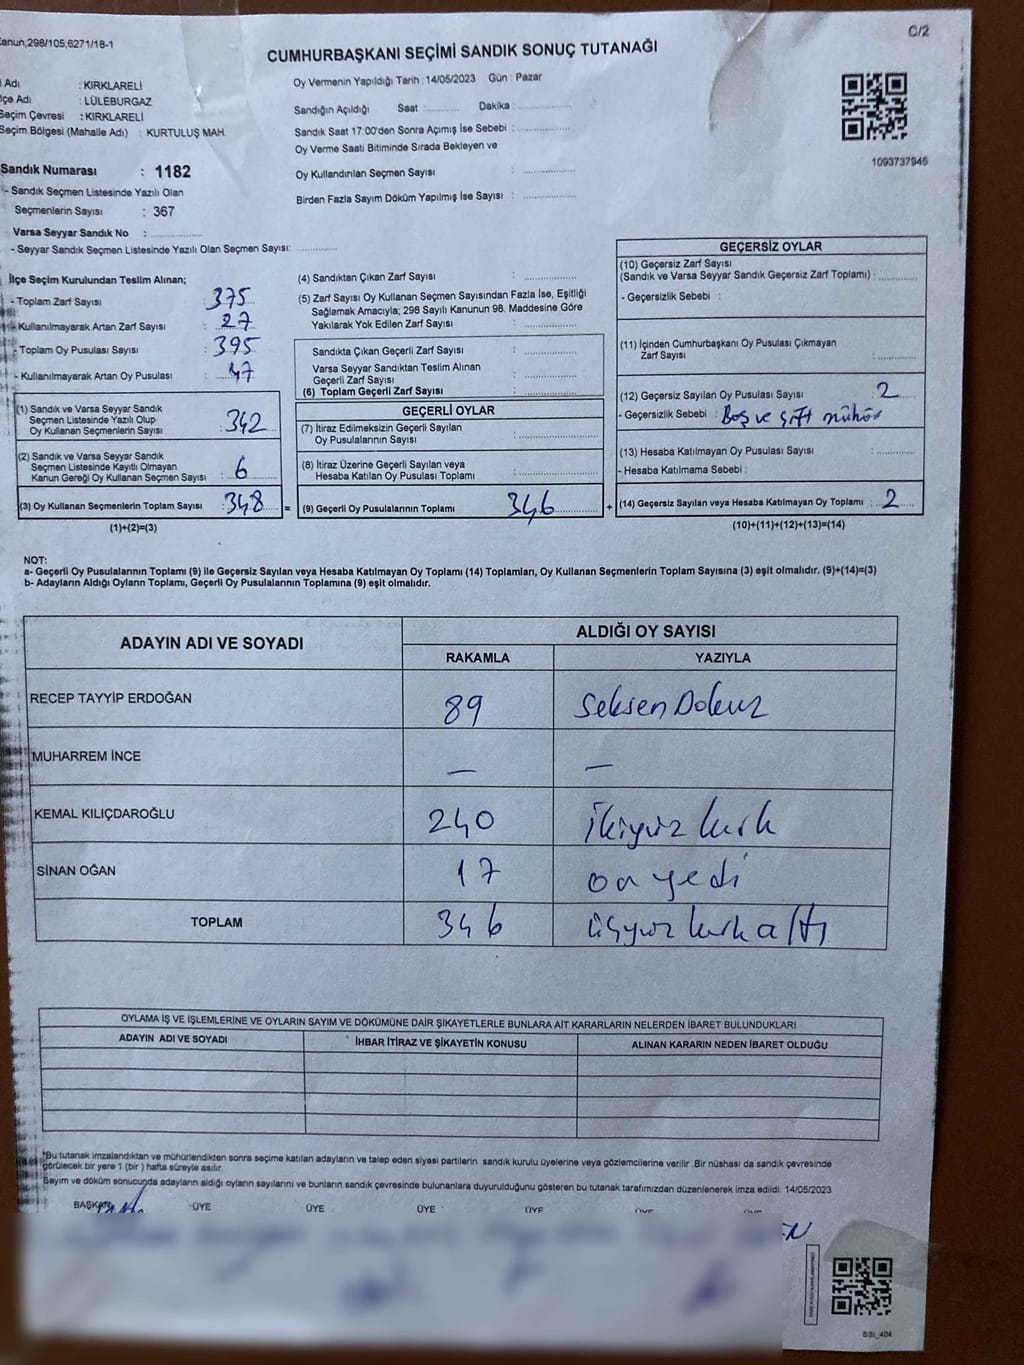 Kanun,298/105,6271/18-1
C/2
CUMHURBAŞKANI SEÇİMİ SANDIK SONUÇ TUTANAĞI
Adı : KIRKLARELİ
İlçe Adı : LÜLEBURGAZ
Seçim Çevresi : KIRKLARELİ
Seçim Bölgesi (Mahalle Adı) : KURTULUŞ MAH.
Oy Vermenin Yapıldığı Tarih : 14/05/2023 Gün : Pazar
Sandığın Açıldığı Saat :........... Dakika :...............
Sandık Saat 17:00'den Sonra Açımış İse Sebebi :...............
Oy Verme Saati Bitiminde Sırada Bekleyen ve
Oy Kullandırılan Seçmen Sayısı :...............
Birden Fazla Sayım Döküm Yapılmış İse Sayısı :...............
1093737945
Sandık Numarası : 1182
- Sandık Seçmen Listesinde Yazılı Olan
Seçmenlerin Sayısı : 367
Varsa Seyyar Sandık No :...............
- Seyyar Sandık Seçmen Listesinde Yazılı Olan Seçmen Sayısı: ............
İlçe Seçim Kurulundan Teslim Alınan;
- Toplam Zarf Sayısı : 375
- Kullanılmayarak Artan Zarf Sayısı : 27
- Toplam Oy Pusulası Sayısı : 395
- Kullanılmayarak Artan Oy Pusulası : 47
(1) Sandık ve Varsa Seyyar Sandık
Seçmen Listesinde Yazılı Olup
Oy Kullanan Seçmenlerin Sayısı : 342
(2) Sandık ve Varsa Seyyar Sandık
Seçmen Listesinde Kayıtlı Olmayan
Kanun Gereği Oy Kullanan Seçmen Sayısı : 6
(3) Oy Kullanan Seçmenlerin Toplam Sayısı : 348 =
(1)+(2)=(3)
(4) Sandıktan Çıkan Zarf Sayısı :...............
(5) Zarf Sayısı Oy Kullanan Seçmen Sayısından Fazla İse, Eşitliği
Sağlamak Amacıyla; 298 Sayılı Kanunun 98. Maddesine Göre
Yakılarak Yok Edilen Zarf Sayısı :...............
Sandıkta Çıkan Geçerli Zarf Sayısı :...............
Varsa Seyyar Sandıktan Teslim Alınan
Geçerli Zarf Sayısı :...............
(6) Toplam Geçerli Zarf Sayısı :...............
GEÇERLİ OYLAR
(7) İtiraz Edilmeksizin Geçerli Sayılan
Oy Pusulalarının Sayısı :...............
(8) İtiraz Üzerine Geçerli Sayılan veya
Hesaba Katılan Oy Pusulaları Toplamı :...............
(9) Geçerli Oy Pusulalarının Toplamı : 346 +
GEÇERSİZ OYLAR
(10) Geçersiz Zarf Sayısı
(Sandık ve Varsa Seyyar Sandık Geçersiz Zarf Toplamı) :............
- Geçersizlik Sebebi :
(11) İçinden Cumhurbaşkanı Oy Pusulası Çıkmayan
Zarf Sayısı :............
(12) Geçersiz Sayılan Oy Pusulası Sayısı : 2
- Geçersizlik Sebebi : Boş ve çift mühür
(13) Hesaba Katılmayan Oy Pusulası Sayısı :............
- Hesaba Katılmama Sebebi :
(14) Geçersiz Sayılan veya Hesaba Katılmayan Oy Toplamı : 2
(10)+(11)+(12)+(13)=(14)
NOT:
a- Geçerli Oy Pusulalarının Toplamı (9) ile Geçersiz Sayılan veya Hesaba Katılmayan Oy Toplamı (14) Toplamları, Oy Kullanan Seçmenlerin Toplam Sayısına (3) eşit olmalıdır. (9)+(14)=(3)
b- Adayların Aldığı Oyların Toplamı, Geçerli Oy Pusulalarının Toplamına (9) eşit olmalıdır.
ADAYIN ADI VE SOYADI
ALDIĞI OY SAYISI
RAKAMLA YAZIYLA
RECEP TAYYİP ERDOĞAN 89 Seksen Dokuz
MUHARREM İNCE — —
KEMAL KILIÇDAROĞLU 240 İkiyüz kırk
SİNAN OĞAN 17 on yedi
TOPLAM 346 üçyüz kırk altı
OYLAMA İŞ VE İŞLEMLERİNE VE OYLARIN SAYIM VE DÖKÜMÜNE DAİR ŞİKAYETLERLE BUNLARA AİT KARARLARIN NELERDEN İBARET BULUNDUKLARI
ADAYIN ADI VE SOYADI İHBAR İTİRAZ VE ŞİKAYETİN KONUSU ALINAN KARARIN NEDEN İBARET OLDUĞU
*Bu tutanak imzalandıktan ve mühürlendikten sonra seçime katılan adayların ve talep eden siyasi partilerin sandık kurulu üyelerine veya gözlemcilerine verilir .Bir nüshası da sandık çevresinde
görülecek bir yere 1 (bir ) hafta süreyle asılır.
Sayım ve döküm sonucunda adayların aldığı oyların sayılarını ve bunların sandık çevresinde bulunanlara duyurulduğunu gösteren bu tutanak tarafımızdan düzenlenerek imza edildi. 14/05/2023
BAŞKAN ÜYE ÜYE ÜYE ÜYE ÜYE ÜYE
BSI_404